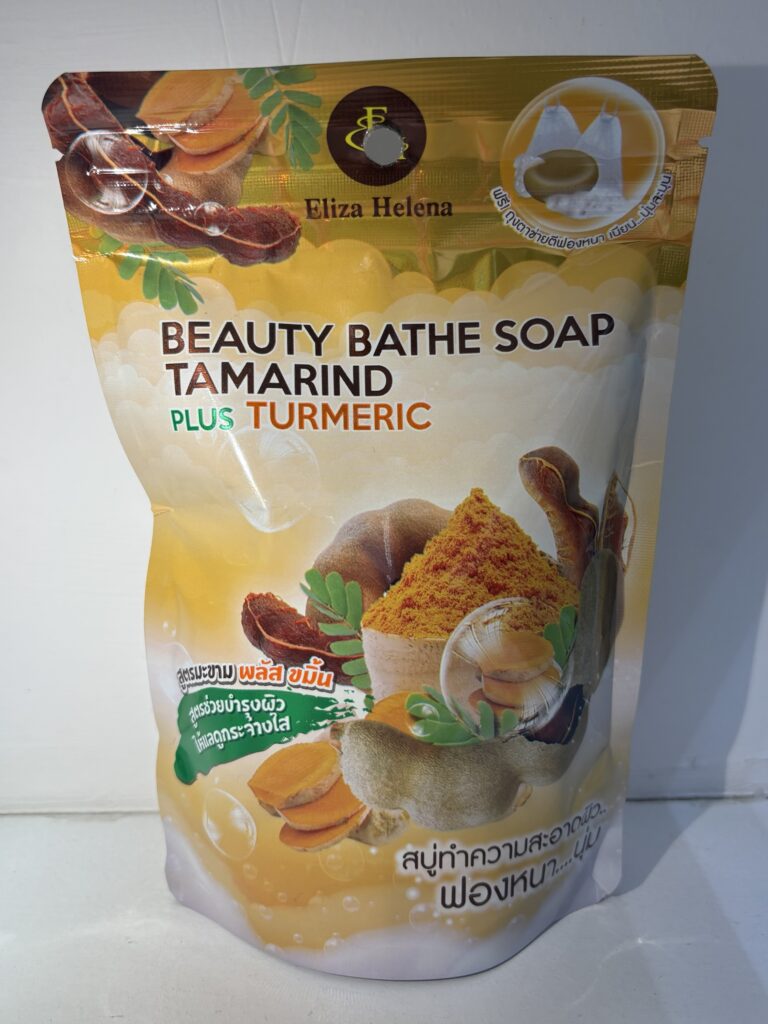 Eliza Helena
ฟรี! ถุงตาข่ายตีฟองหนา เนียน...นุ่มละมุน
BEAUTY BATHE SOAP
TAMARIND
PLUS TURMERIC
สูตรมะขาม พลัส ขมิ้น
สูตรช่วยบำรุงผิว
ให้แลดูกระจ่างใส
สบู่ทำความสะอาดผิว..
ฟองหนา....นุ่ม